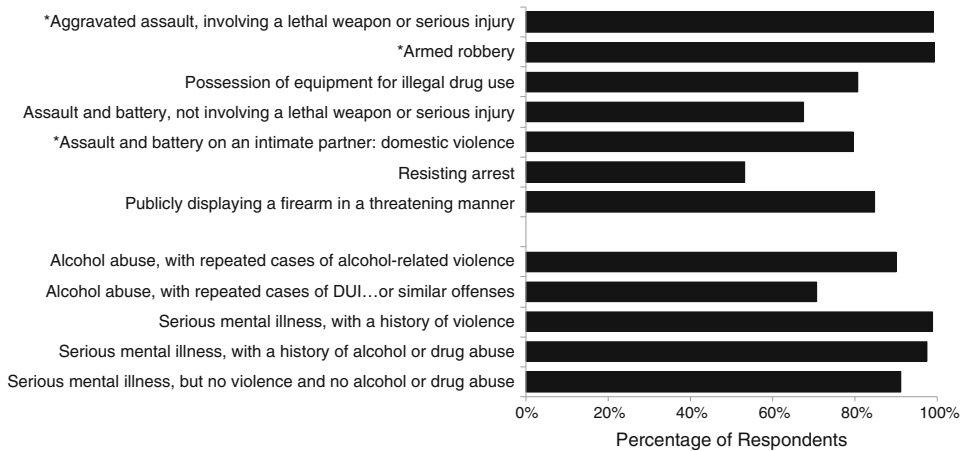 *Aggravated assault, involving a lethal weapon or serious injury
*Armed robbery
Possession of equipment for illegal drug use
Assault and battery, not involving a lethal weapon or serious injury
*Assault and battery on an intimate partner: domestic violence
Resisting arrest
Publicly displaying a firearm in a threatening manner
Alcohol abuse, with repeated cases of alcohol-related violence
Alcohol abuse, with repeated cases of DUI…or similar offenses
Serious mental illness, with a history of violence
Serious mental illness, with a history of alcohol or drug abuse
Serious mental illness, but no violence and no alcohol or drug abuse
0% 20% 40% 60% 80% 100%
Percentage of Respondents